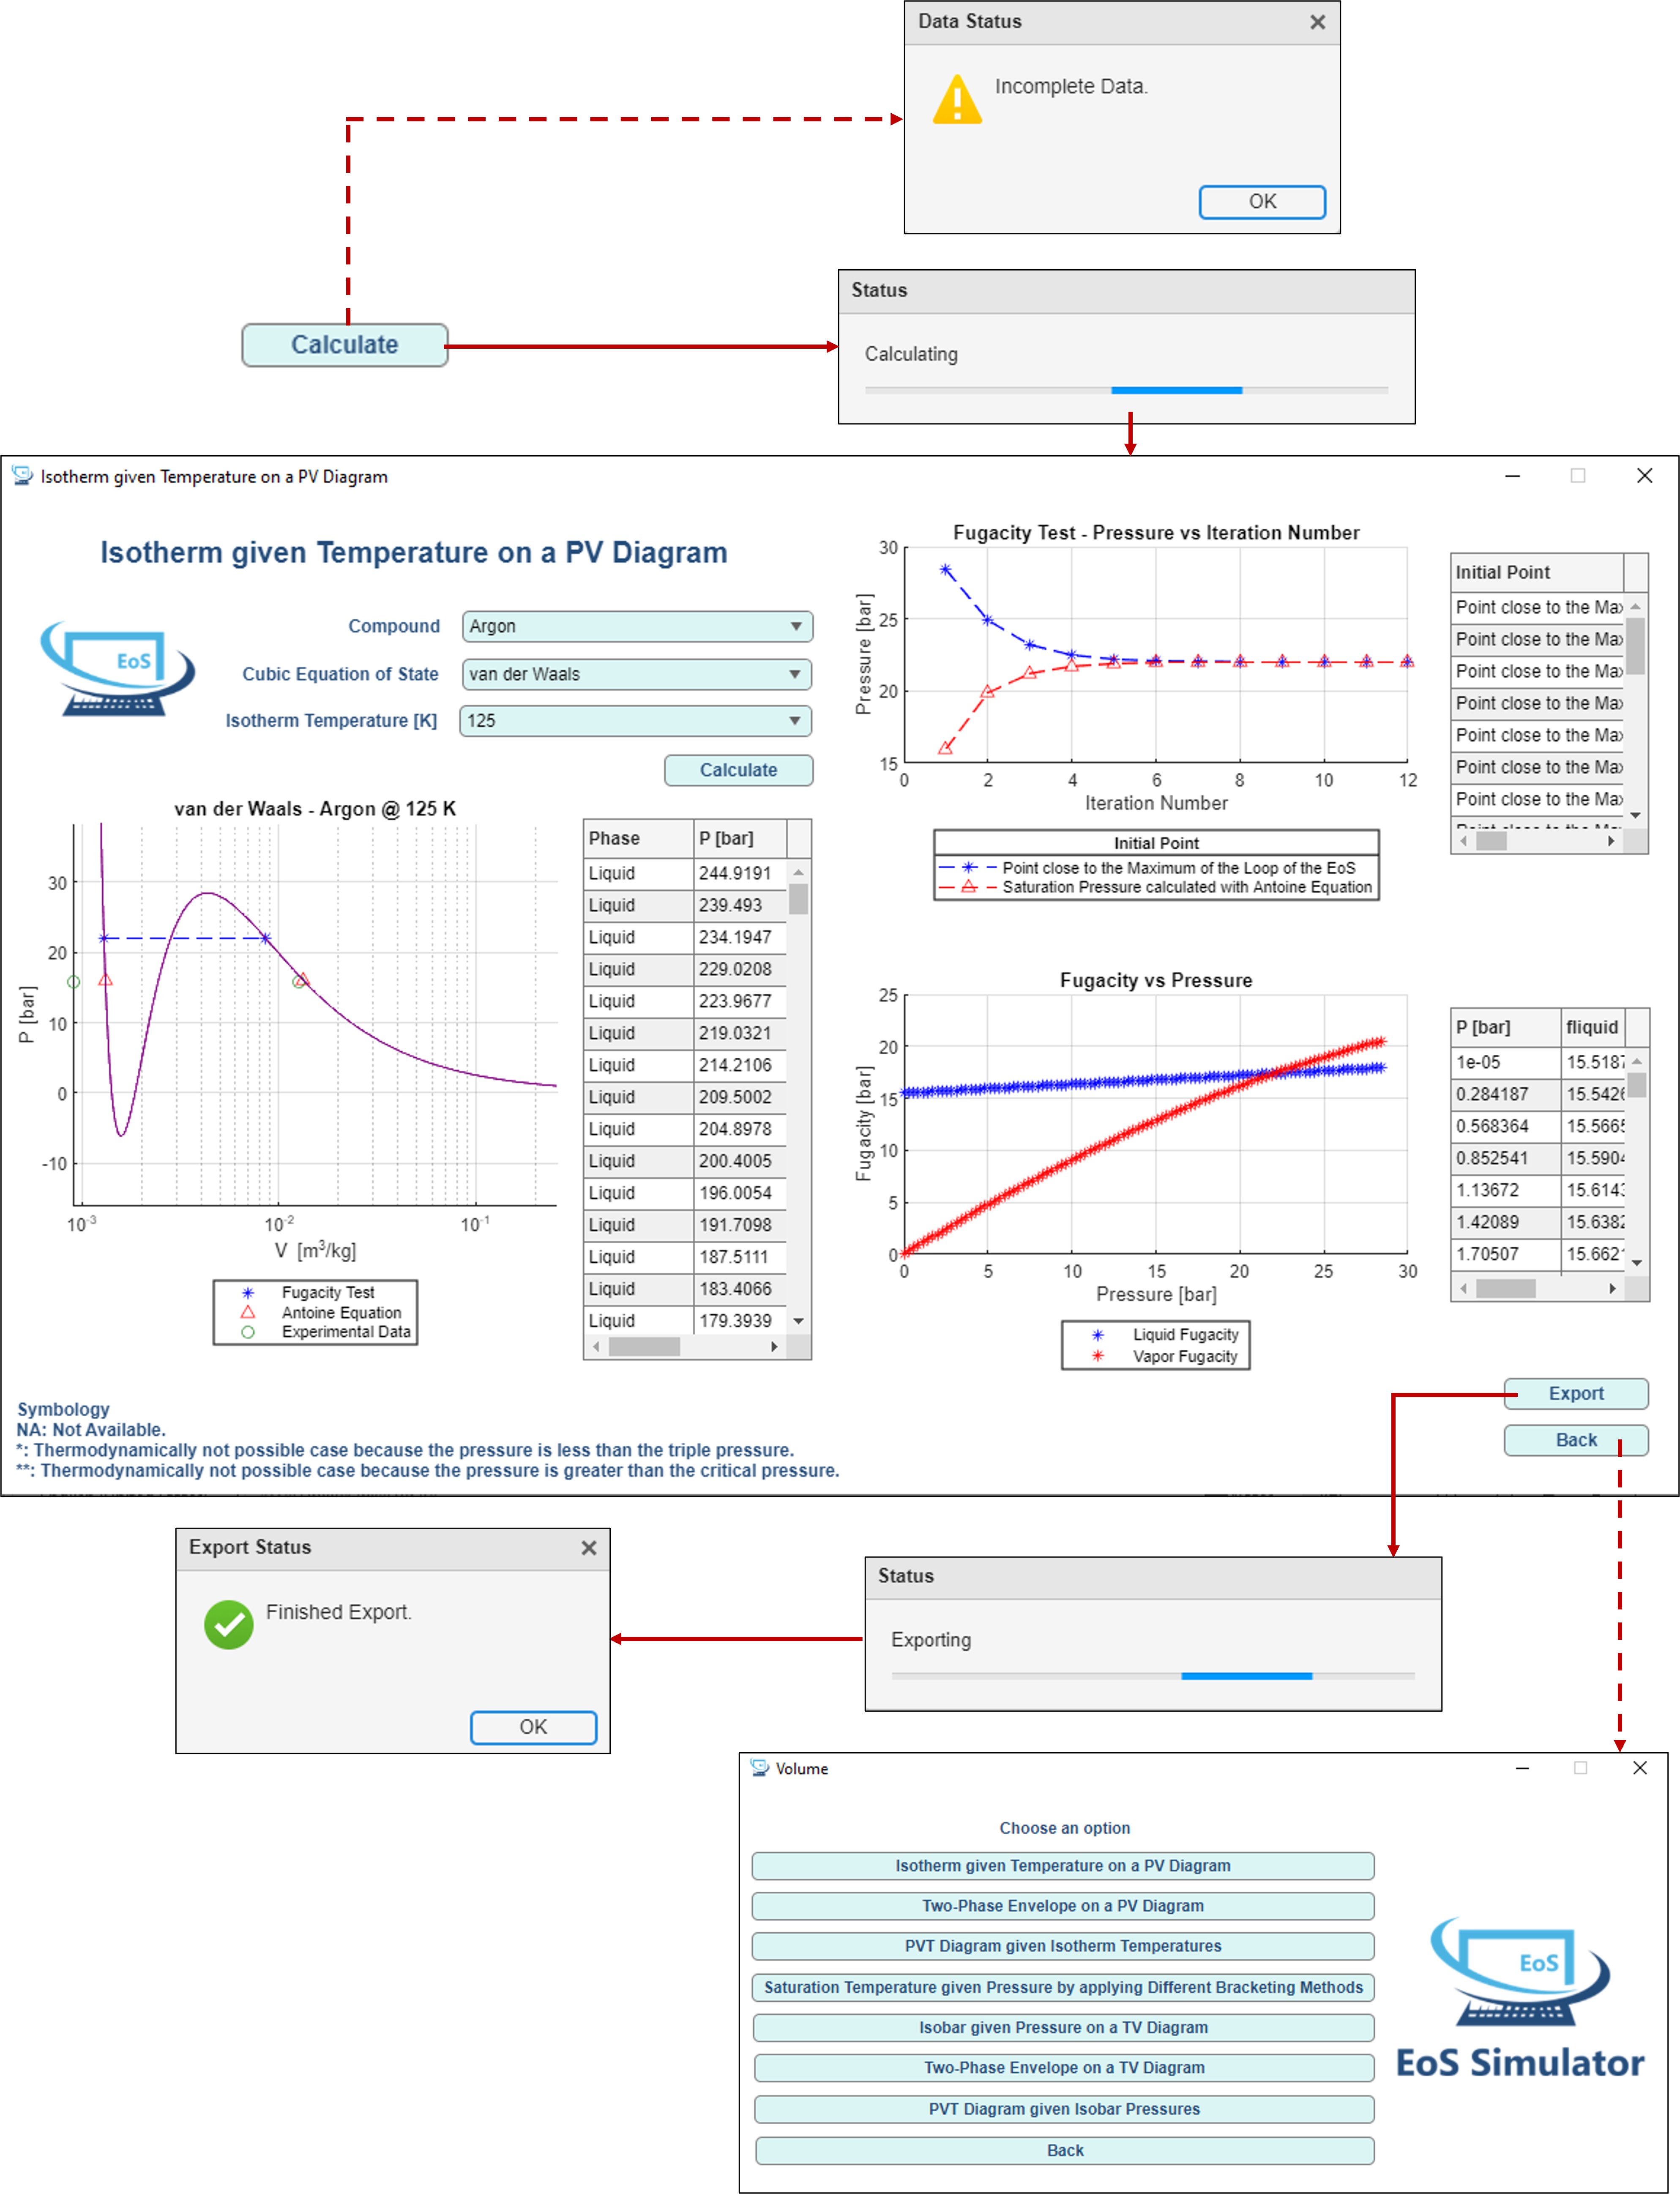 Data Status
Incomplete Data.
OK
Status
Calculate
Calculating
Isotherm given Temperature on a PV Diagram
Isotherm given Temperature on a PV Diagram
EoS
Compound
Argon
Cubic Equation of State
van der Waals
Isotherm Temperature [K]
125
Calculate
van der Waals - Argon @ 125 K
P [bar]
30
20
10
0
-10
10-3
10-2
10-1
V [m3/kg]
Fugacity Test
Antoine Equation
Experimental Data
Phase P [bar]
Liquid 244.9191
Liquid 239.493
Liquid 234.1947
Liquid 229.0208
Liquid 223.9677
Liquid 219.0321
Liquid 214.2106
Liquid 209.5002
Liquid 204.8978
Liquid 200.4005
Liquid 196.0054
Liquid 191.7098
Liquid 187.5111
Liquid 183.4066
Liquid 179.3939
Fugacity Test - Pressure vs Iteration Number
Pressure [bar]
30
25
20
15
0 2 4 6 8 10 12
Iteration Number
Initial Point
Point close to the Maximum of the Loop of the EoS
Saturation Pressure calculated with Antoine Equation
Initial Point
Point close to the Max
Point close to the Max
Point close to the Max
Point close to the Max
Point close to the Max
Point close to the Max
Point close to the Max
Fugacity vs Pressure
Fugacity [bar]
25
20
15
10
5
0
0 5 10 15 20 25 30
Pressure [bar]
Liquid Fugacity
Vapor Fugacity
P [bar] fliquid
1e-05 15.5187
0.284187 15.5426
0.568364 15.5665
0.852541 15.5904
1.13672 15.6143
1.42089 15.6382
1.70507 15.6621
Export
Back
Symbology
NA: Not Available.
*: Thermodynamically not possible case because the pressure is less than the triple pressure.
**: Thermodynamically not possible case because the pressure is greater than the critical pressure.
Export Status
Finished Export.
OK
Status
Exporting
Volume
Choose an option
Isotherm given Temperature on a PV Diagram
Two-Phase Envelope on a PV Diagram
PVT Diagram given Isotherm Temperatures
Saturation Temperature given Pressure by applying Different Bracketing Methods
Isobar given Pressure on a TV Diagram
Two-Phase Envelope on a TV Diagram
PVT Diagram given Isobar Pressures
Back
EoS
EoS Simulator